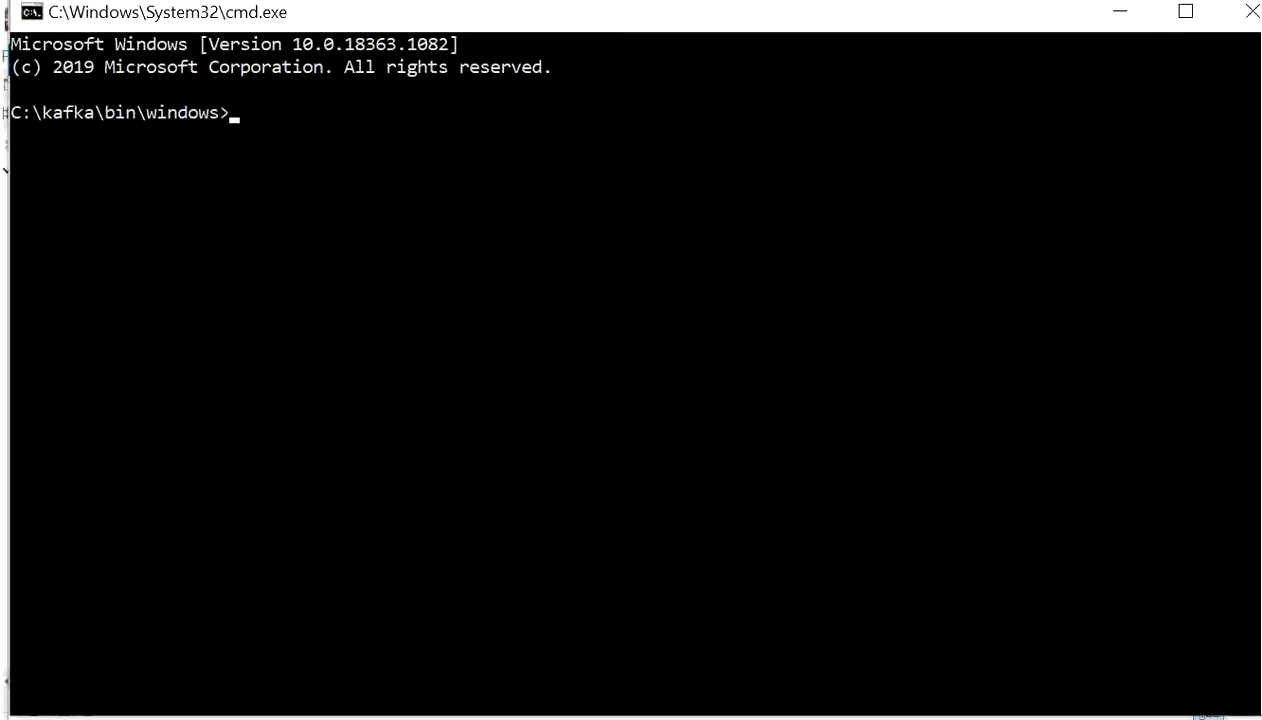 C:\Windows\System32\cmd.exe
Microsoft Windows [Version 10.0.18363.1082]
(c) 2019 Microsoft Corporation. All rights reserved.
C:\kafka\bin\windows>